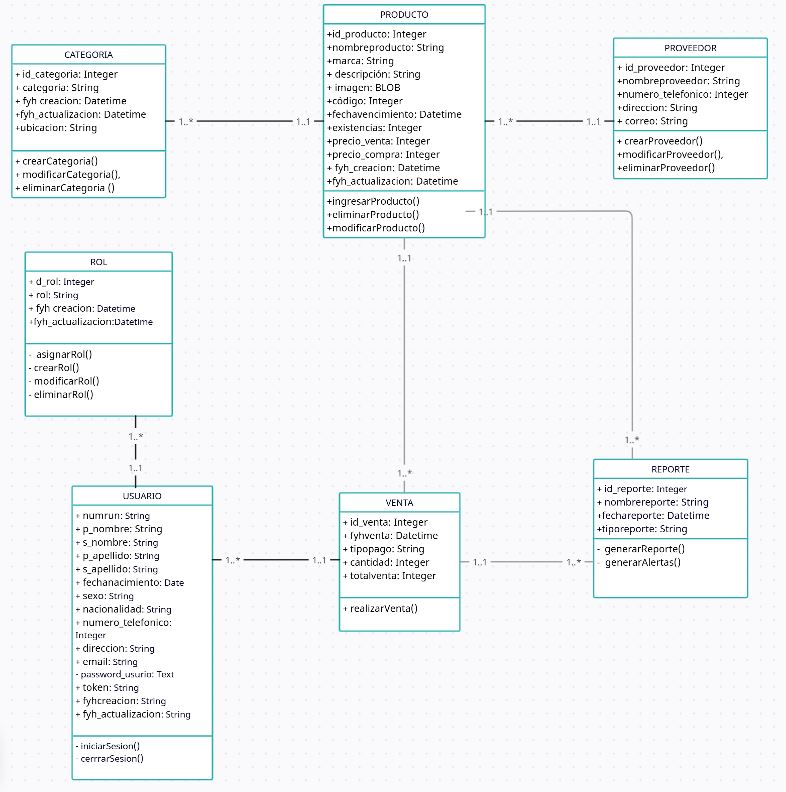 CATEGORIA
+ id_categoria: Integer
+ categoria: String
+ fyh creacion: Datetime
+fyh_actualizacion: Datetime
+ubicacion: String
+ crearCategoria()
+ modificarCategoria(),
+ eliminarCategoria ()
1..*
1..1
PRODUCTO
+id_producto: Integer
+nombreproducto: String
+marca: String
+ descripción: String
+ imagen: BLOB
+código: Integer
+fechavencimiento: Datetime
+existencias: Integer
+precio_venta: Integer
+precio_compra: Integer
+ fyh_creacion: Datetime
+fyh_actualizacion: Datetime
+ingresarProducto()
+eliminarProducto()
+modificarProducto()
1..*
1..1
PROVEEDOR
+ id_proveedor: Integer
+nombreproveedor: String
+numero_telefonico: Integer
+direccion: String
+ correo: String
+ crearProveedor()
+modificarProveedor(),
+eliminarProveedor()
1..1
1..1
1..*
1..*
ROL
+ d_rol: Integer
+ rol: String
+ fyh creacion: Datetime
+fyh_actualizacion:Datetime
- asignarRol()
- crearRol()
- modificarRol()
- eliminarRol()
1..*
1..1
USUARIO
+ numrun: String
+ p_nombre: String
+ s_nombre: String
+ p_apellido: String
+ s_apellido: String
+ fechanacimiento: Date
+ sexo: String
+ nacionalidad: String
+ numero_telefonico:
Integer
+ direccion: String
+ email: String
- password_usurio: Text
+ token: String
+ fyhcreacion: String
+ fyh_actualizacion: String
- iniciarSesion()
- cerrrarSesion()
1..*
1..1
VENTA
+ id_venta: Integer
+ fyhventa: Datetime
+ tipopago: String
+ cantidad: Integer
+ totalventa: Integer
+ realizarVenta()
1..1
1..*
REPORTE
+ id_reporte: Integer
+ nombrereporte: String
+fechareporte: Datetime
+tiporeporte: String
- generarReporte()
- generarAlertas()